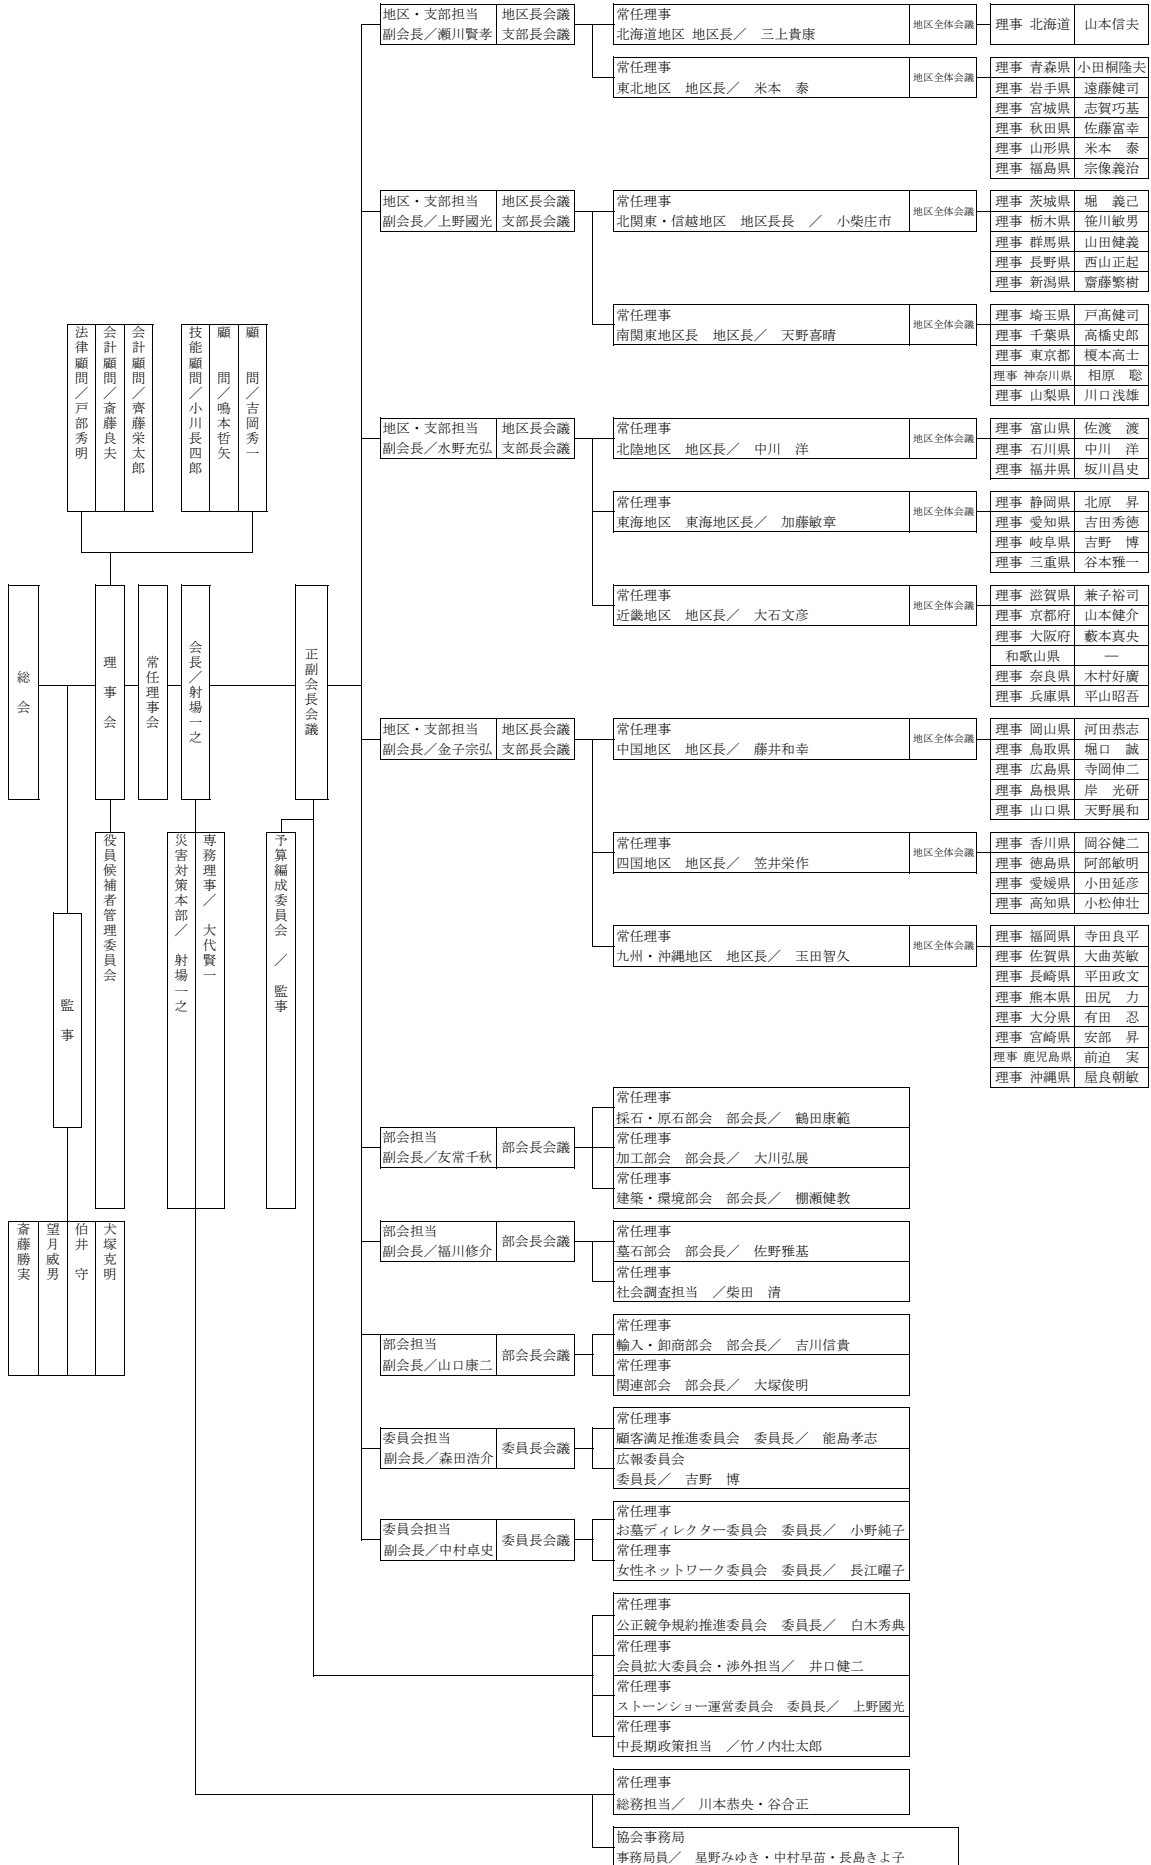 総会
監事
斎藤勝実
望月威男
伯井　守
犬塚克明
法律顧問／戸部秀明
会計顧問／斎藤良夫
会計顧問／齊藤栄太郎
技能顧問／小川長四郎
顧　問／鳴本哲矢
顧　問／吉岡秀一
理事会
役員候補者管理委員会
常任理事会
会長／射場一之
災害対策本部／　射場一之
専務理事／　大代賢一
正副会長会議
予算編成委員会　／　監事
地区・支部担当
副会長／瀬川賢孝
地区長会議
支部長会議
常任理事
北海道地区 地区長／　三上貴康
地区全体会議
理事 北海道 山本信夫
常任理事
東北地区　地区長／　米本　泰
地区全体会議
理事 青森県 小田桐隆夫
理事 岩手県 遠藤健司
理事 宮城県 志賀巧基
理事 秋田県 佐藤富幸
理事 山形県 米本　泰
理事 福島県 宗像義治
地区・支部担当
副会長／上野國光
地区長会議
支部長会議
常任理事
北関東・信越地区　地区長長　／　小柴庄市
地区全体会議
理事 茨城県 堀　義己
理事 栃木県 笹川敏男
理事 群馬県 山田健義
理事 長野県 西山正起
理事 新潟県 齋藤繁樹
常任理事
南関東地区長　地区長／　天野喜晴
地区全体会議
理事 埼玉県 戸髙健司
理事 千葉県 高橋史郎
理事 東京都 榎本高士
理事 神奈川県 相原　聡
理事 山梨県 川口浅雄
地区・支部担当
副会長／水野充弘
地区長会議
支部長会議
常任理事
北陸地区　地区長／　中川　洋
地区全体会議
理事 富山県 佐渡　渡
理事 石川県 中川　洋
理事 福井県 坂川昌史
常任理事
東海地区　東海地区長／　加藤敏章
地区全体会議
理事 静岡県 北原　昇
理事 愛知県 吉田秀徳
理事 岐阜県 吉野　博
理事 三重県 谷本雅一
常任理事
近畿地区　地区長／　大石文彦
地区全体会議
理事 滋賀県 兼子裕司
理事 京都府 山本健介
理事 大阪府 藪本真央
和歌山県 ―
理事 奈良県 木村好廣
理事 兵庫県 平山昭吾
地区・支部担当
副会長／金子宗弘
地区長会議
支部長会議
常任理事
中国地区　地区長／　藤井和幸
地区全体会議
理事 岡山県 河田恭志
理事 鳥取県 堀口　誠
理事 広島県 寺岡伸二
理事 島根県 岸　光研
理事 山口県 天野展和
常任理事
四国地区　地区長／　笠井栄作
地区全体会議
理事 香川県 岡谷健二
理事 徳島県 阿部敏明
理事 愛媛県 小田延彦
理事 高知県 小松伸壮
常任理事
九州・沖縄地区　地区長／　玉田智久
地区全体会議
理事 福岡県 寺田良平
理事 佐賀県 大曲英敏
理事 長崎県 平田政文
理事 熊本県 田尻　力
理事 大分県 有田　忍
理事 宮崎県 安部　昇
理事 鹿児島県 前迫　実
理事 沖縄県 屋良朝敏
部会担当
副会長／友常千秋
部会長会議
常任理事
採石・原石部会　部会長／　鶴田康範
常任理事
加工部会　部会長／　大川弘展
常任理事
建築・環境部会　部会長／　棚瀬健教
部会担当
副会長／福川修介
部会長会議
常任理事
墓石部会　部会長／　佐野雅基
常任理事
社会調査担当　／柴田　清
部会担当
副会長／山口康二
部会長会議
常任理事
輸入・卸商部会　部会長／　吉川信貴
常任理事
関連部会　部会長／　大塚俊明
委員会担当
副会長／森田浩介
委員長会議
常任理事
顧客満足推進委員会　委員長／　能島孝志
広報委員会
委員長／　吉野　博
委員会担当
副会長／中村卓史
委員長会議
常任理事
お墓ディレクター委員会　委員長／　小野純子
常任理事
女性ネットワーク委員会　委員長／　長江曜子
常任理事
公正競争規約推進委員会　委員長／　白木秀典
常任理事
会員拡大委員会・渉外担当／　井口健二
常任理事
ストーンショー運営委員会　委員長／　上野國光
常任理事
中長期政策担当　／竹ノ内壮太郎
常任理事
総務担当／　川本恭央・谷合正
協会事務局
事務局員／　星野みゆき・中村早苗・長島きよ子